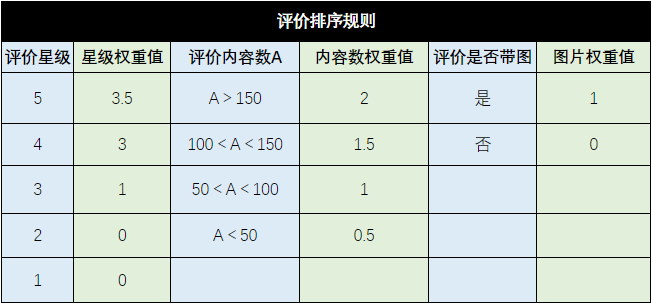 评价排序规则
评价星级 星级权重值 评价内容数A 内容数权重值 评价是否带图 图片权重值
5 3.5 A > 150 2 是 1
4 3 100 < A < 150 1.5 否 0
3 1 50 < A < 100 1
2 0 A < 50 0.5
1 0